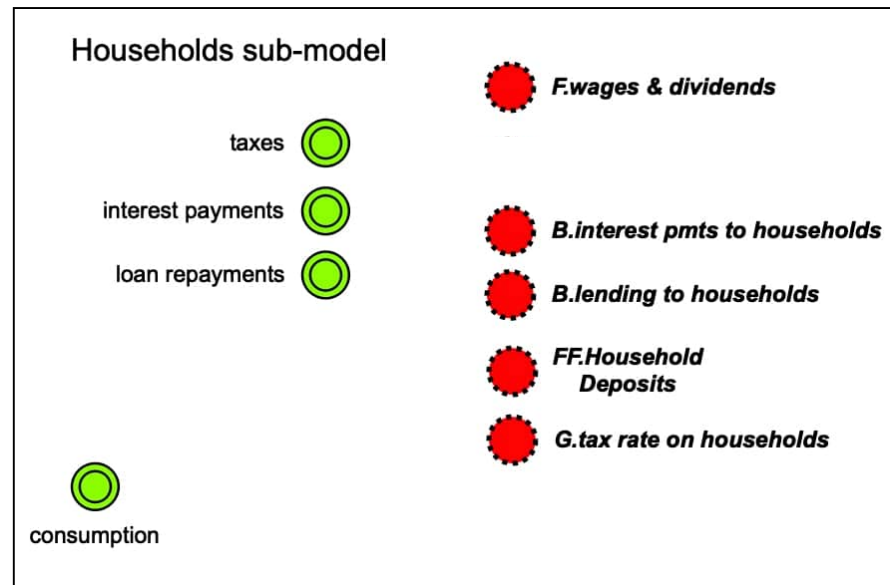 Households sub-model
F.wages & dividends
taxes
interest payments
B.interest pmts to households
loan repayments
B.lending to households
FF.Household
Deposits
G.tax rate on households
consumption